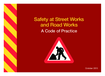 Safety at Street Works
and Road Works
A Code of Practice